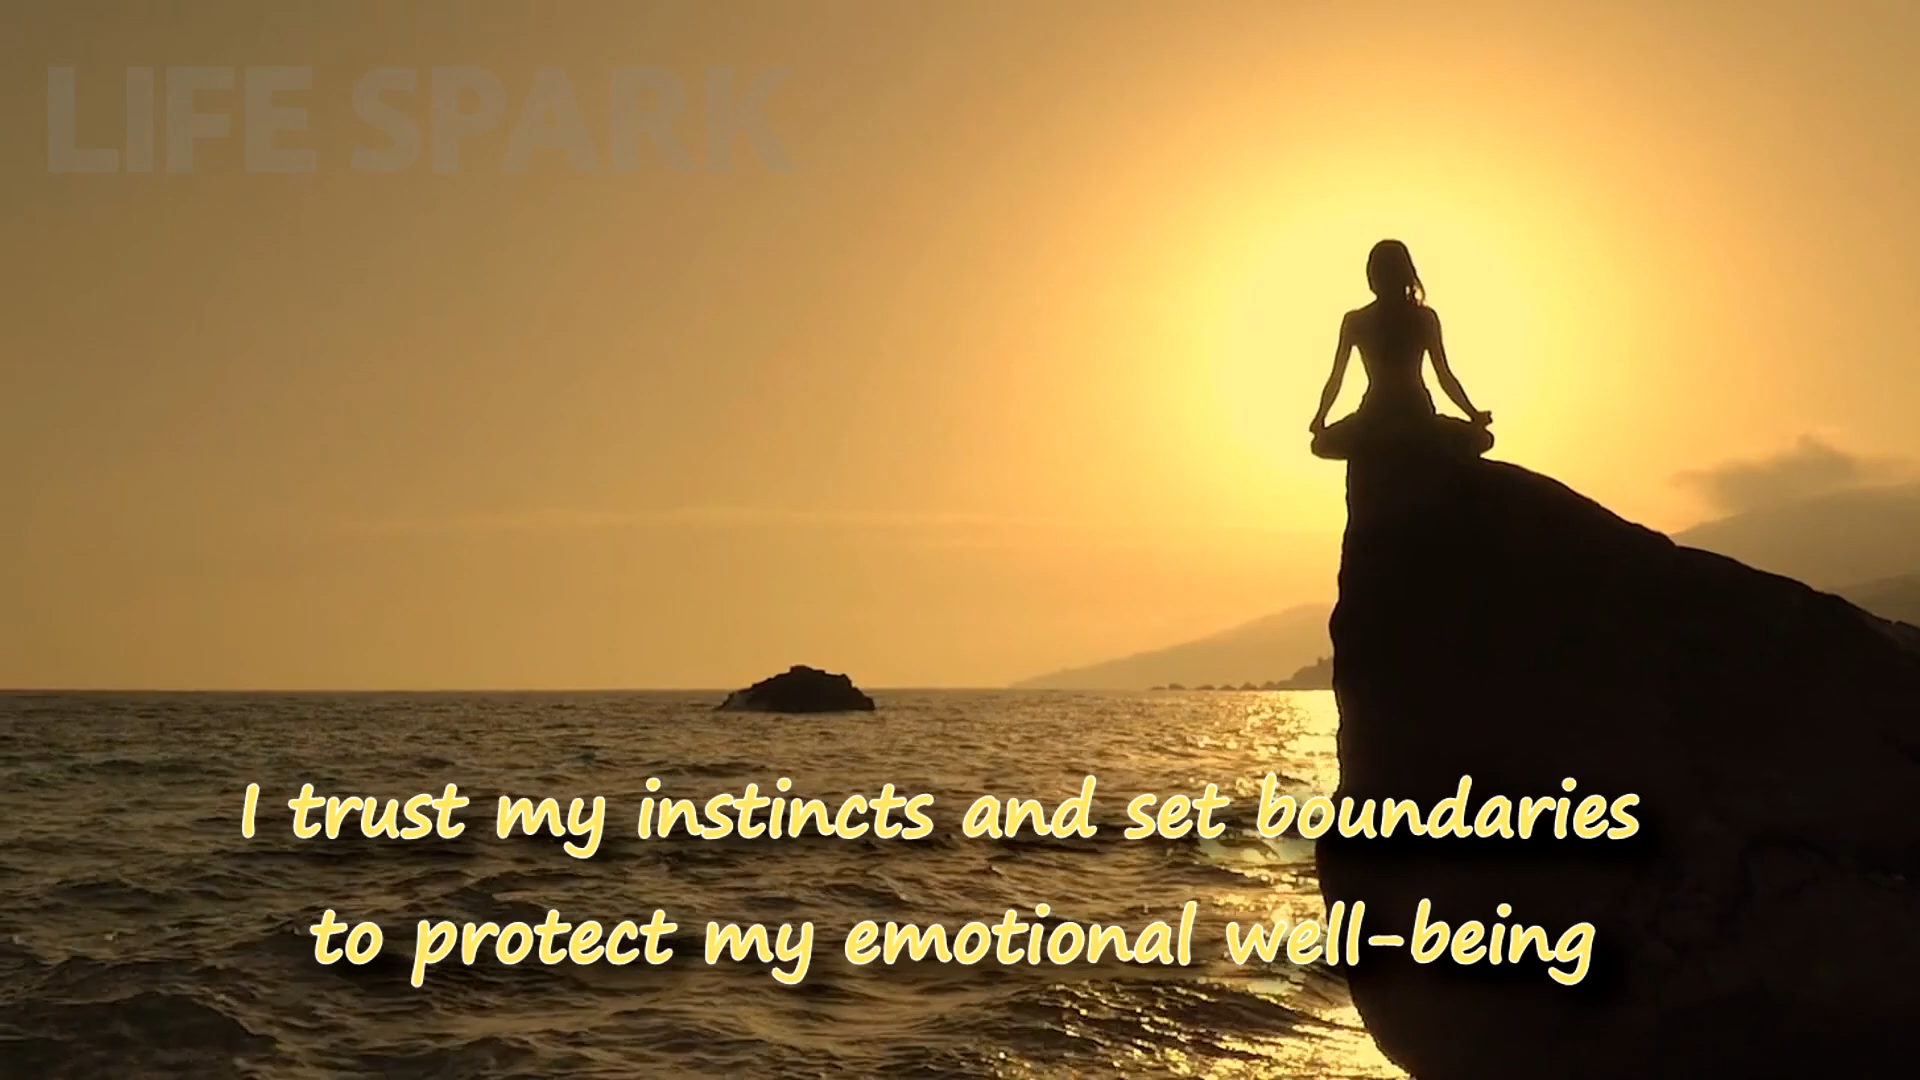 LIFE SPARK
I trust my instincts and set boundaries
to protect my emotional well-being